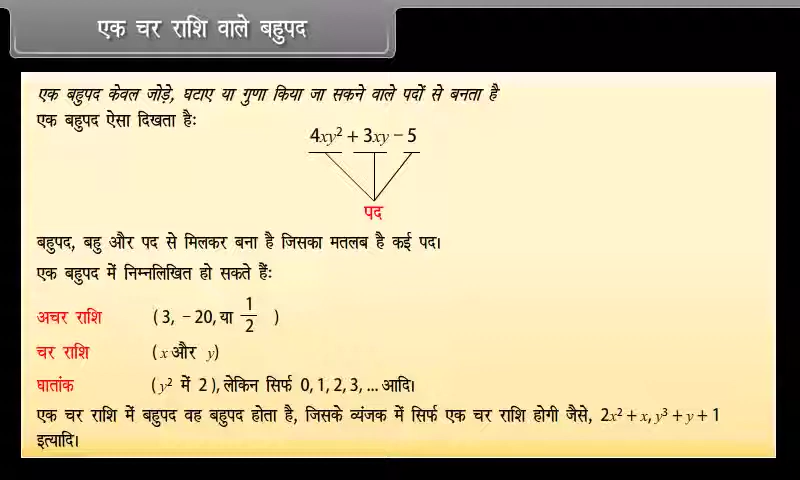 एक चर राशि वाले बहुपद
एक बहुपद केवल जोड़े, घटाए या गुणा किया जा सकने वाले पदों से बनता है
एक बहुपद ऐसा दिखता है:
4xy² + 3xy − 5
पद
बहुपद, बहु और पद से मिलकर बना है जिसका मतलब है कई पद।
एक बहुपद में निम्नलिखित हो सकते हैं:
अचर राशि (3, −20, या 1/2 )
चर राशि (x और y)
घातांक (y² में 2), लेकिन सिर्फ 0, 1, 2, 3, ... आदि।
एक चर राशि में बहुपद वह बहुपद होता है, जिसके व्यंजक में सिर्फ एक चर राशि होगी जैसे, 2x² + x, y³ + y + 1
इत्यादि।